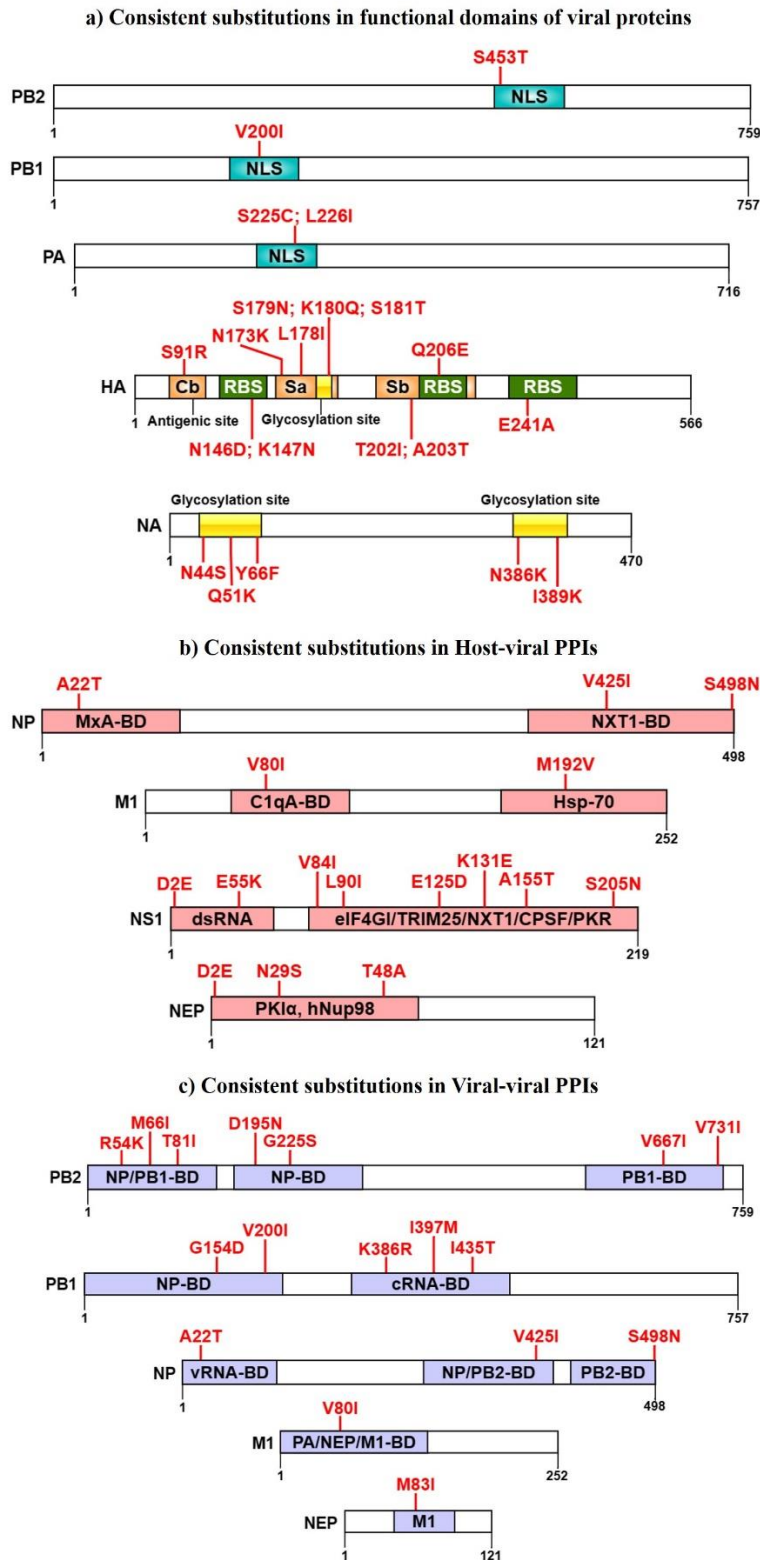 a) Consistent substitutions in functional domains of viral proteins
S453T
PB2
NLS
1
759
V200I
PB1
NLS
1
757
S225C; L226I
PA
NLS
1
716
S179N; K180Q; S181T
N173K
L178I
S91R
Q206E
HA
Cb
RBS
Sa
Sb
RBS
RBS
1
Antigenic site
Glycosylation site
E241A
566
N146D; K147N
T202I; A203T
Glycosylation site
Glycosylation site
NA
1
470
N44S
Y66F
N386K
Q51K
I389K
b) Consistent substitutions in Host-viral PPIs
A22T
V425I
S498N
NP
MxA-BD
NXT1-BD
1
498
V80I
M192V
M1
C1qA-BD
Hsp-70
1
252
V84I
K131E
D2E
E55K
L90I
E125D
A155T
S205N
NS1
dsRNA
eIF4GI/TRIM25/NXT1/CPSF/PKR
1
219
D2E
N29S
T48A
NEP
PKIα, hNup98
1
121
c) Consistent substitutions in Viral-viral PPIs
M66I
D195N
V731I
R54K
T81I
G225S
V667I
PB2
NP/PB1-BD
NP-BD
PB1-BD
1
759
V200I
I397M
G154D
K386R
I435T
PB1
NP-BD
cRNA-BD
1
757
A22T
V425I
S498N
NP
vRNA-BD
NP/PB2-BD
PB2-BD
1
498
V80I
M1
PA/NEP/M1-BD
1
252
M83I
NEP
M1
1
121